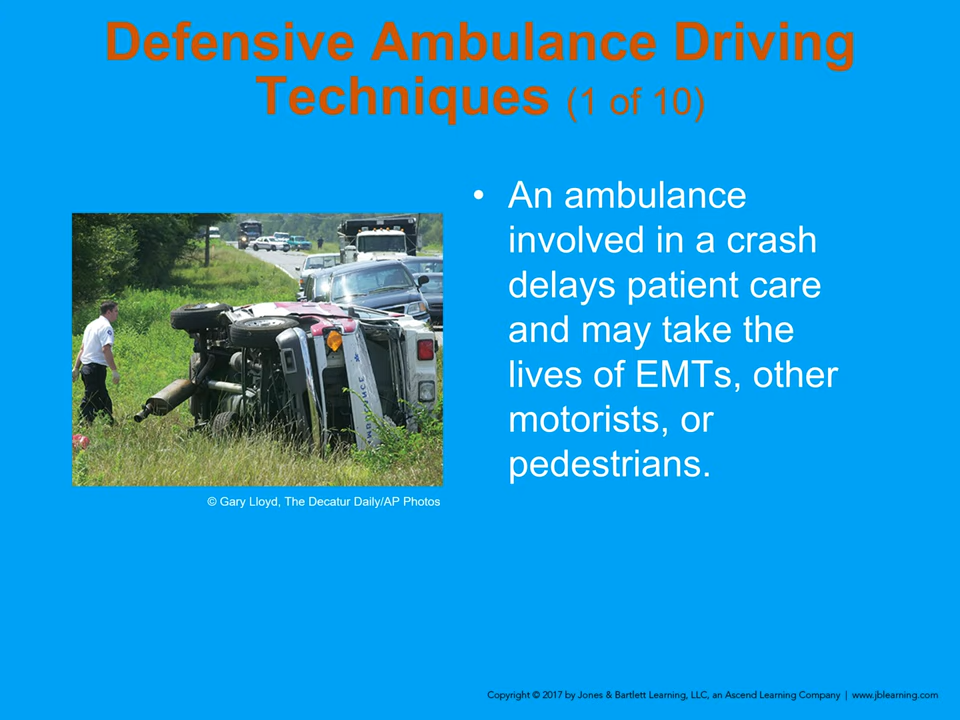 Defensive Ambulance Driving
Techniques (1 of 10)
• An ambulance
involved in a crash
delays patient care
and may take the
lives of EMTs, other
motorists, or
pedestrians.
AMBULANCE
© Gary Lloyd, The Decatur Daily/AP Photos
Copyright © 2017 by Jones & Bartlett Learning, LLC, an Ascend Learning Company | www.jblearning.com